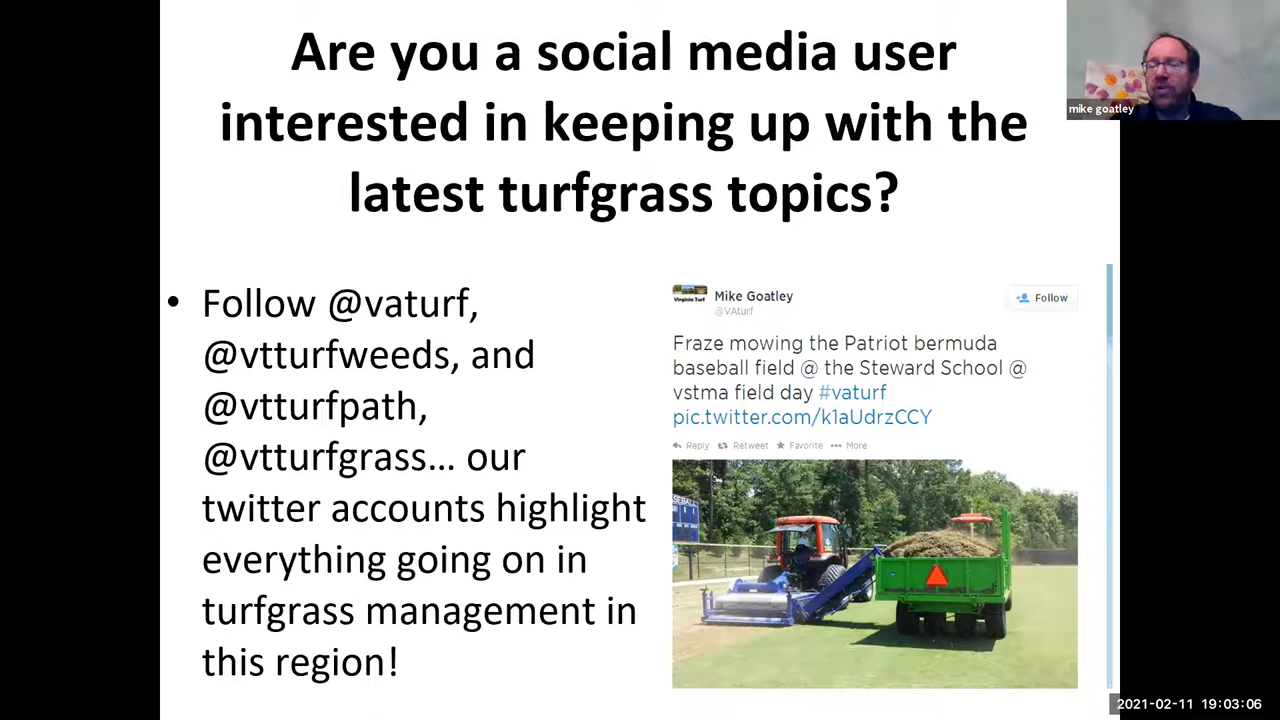 Are you a social media user
interested in keeping up with the
latest turfgrass topics?
mike goatley
• Follow @vaturf,
@vtturfweeds, and
@vtturfpath,
@vtturfgrass... our
twitter accounts highlight
everything going on in
turfgrass management in
this region!
Virginia Turf
Mike Goatley
@VAturf
Follow
Fraze mowing the Patriot bermuda
baseball field @ the Steward School @
vstma field day #vaturf
pic.twitter.com/k1aUdrzCCY
Reply Retweet Favorite More
2021-02-11 19:03:06